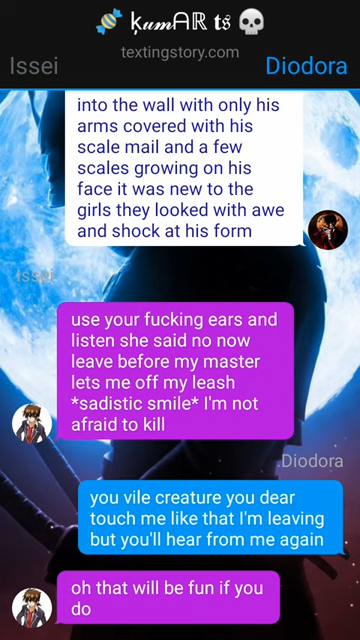 🍬 ķ𝓾𝓶ᗩℝ 𝖙𝖘 💀
textingstory.com
Issei
Diodora
into the wall with only his
arms covered with his
scale mail and a few
scales growing on his
face it was new to the
girls they looked with awe
and shock at his form
Issei
use your fucking ears and
listen she said no now
leave before my master
lets me off my leash
*sadistic smile* I'm not
afraid to kill
Diodora
you vile creature you dear
touch me like that I'm leaving
but you'll hear from me again
oh that will be fun if you
do